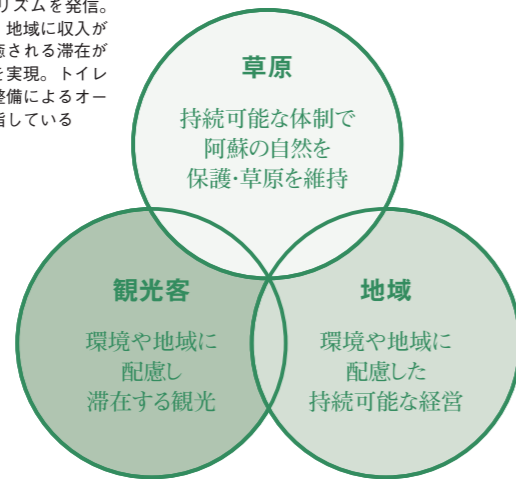 リズムを発信。
地域に収入が
癒される滞在が
を実現。トイレ
整備によるオー
指している
草原
持続可能な体制で
阿蘇の自然を
保護・草原を維持
観光客
環境や地域に
配慮し
滞在する観光
地域
環境や地域に
配慮した
持続可能な経営